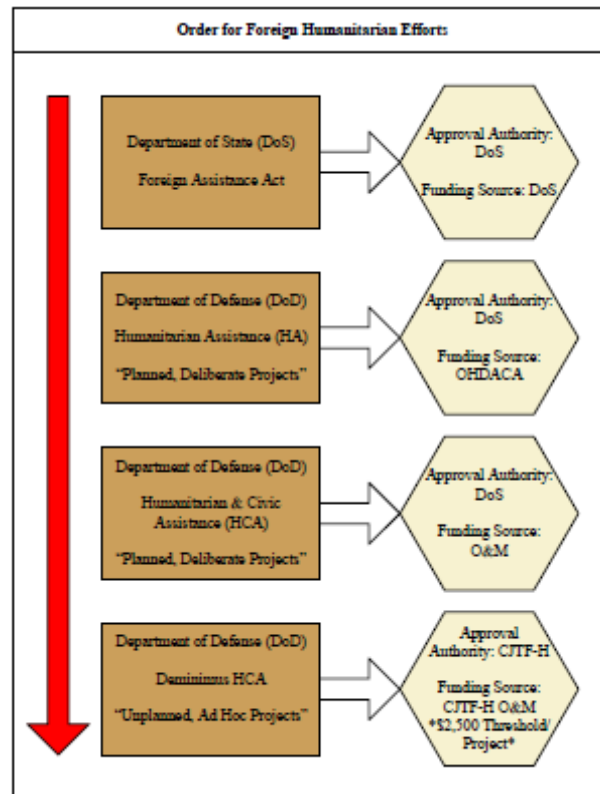 Order for Foreign Humanitarian Efforts
Department of State (DoS)
Foreign Assistance Act
Approval Authority:
DoS
Funding Source: DoS
Department of Defense (DoD)
Humanitarian Assistance (HA)
“Planned, Deliberate Projects”
Approval Authority:
DoS
Funding Source:
OHDACA
Department of Defense (DoD)
Humanitarian & Civic
Assistance (HCA)
“Planned, Deliberate Projects”
Approval Authority:
DoS
Funding Source:
O&M
Department of Defense (DoD)
Deminimus HCA
“Unplanned, Ad Hoc Projects”
Approval
Authority: CJTF-H
Funding Source:
CJTF-H O&M
*$2,500 Threshold/
Project*